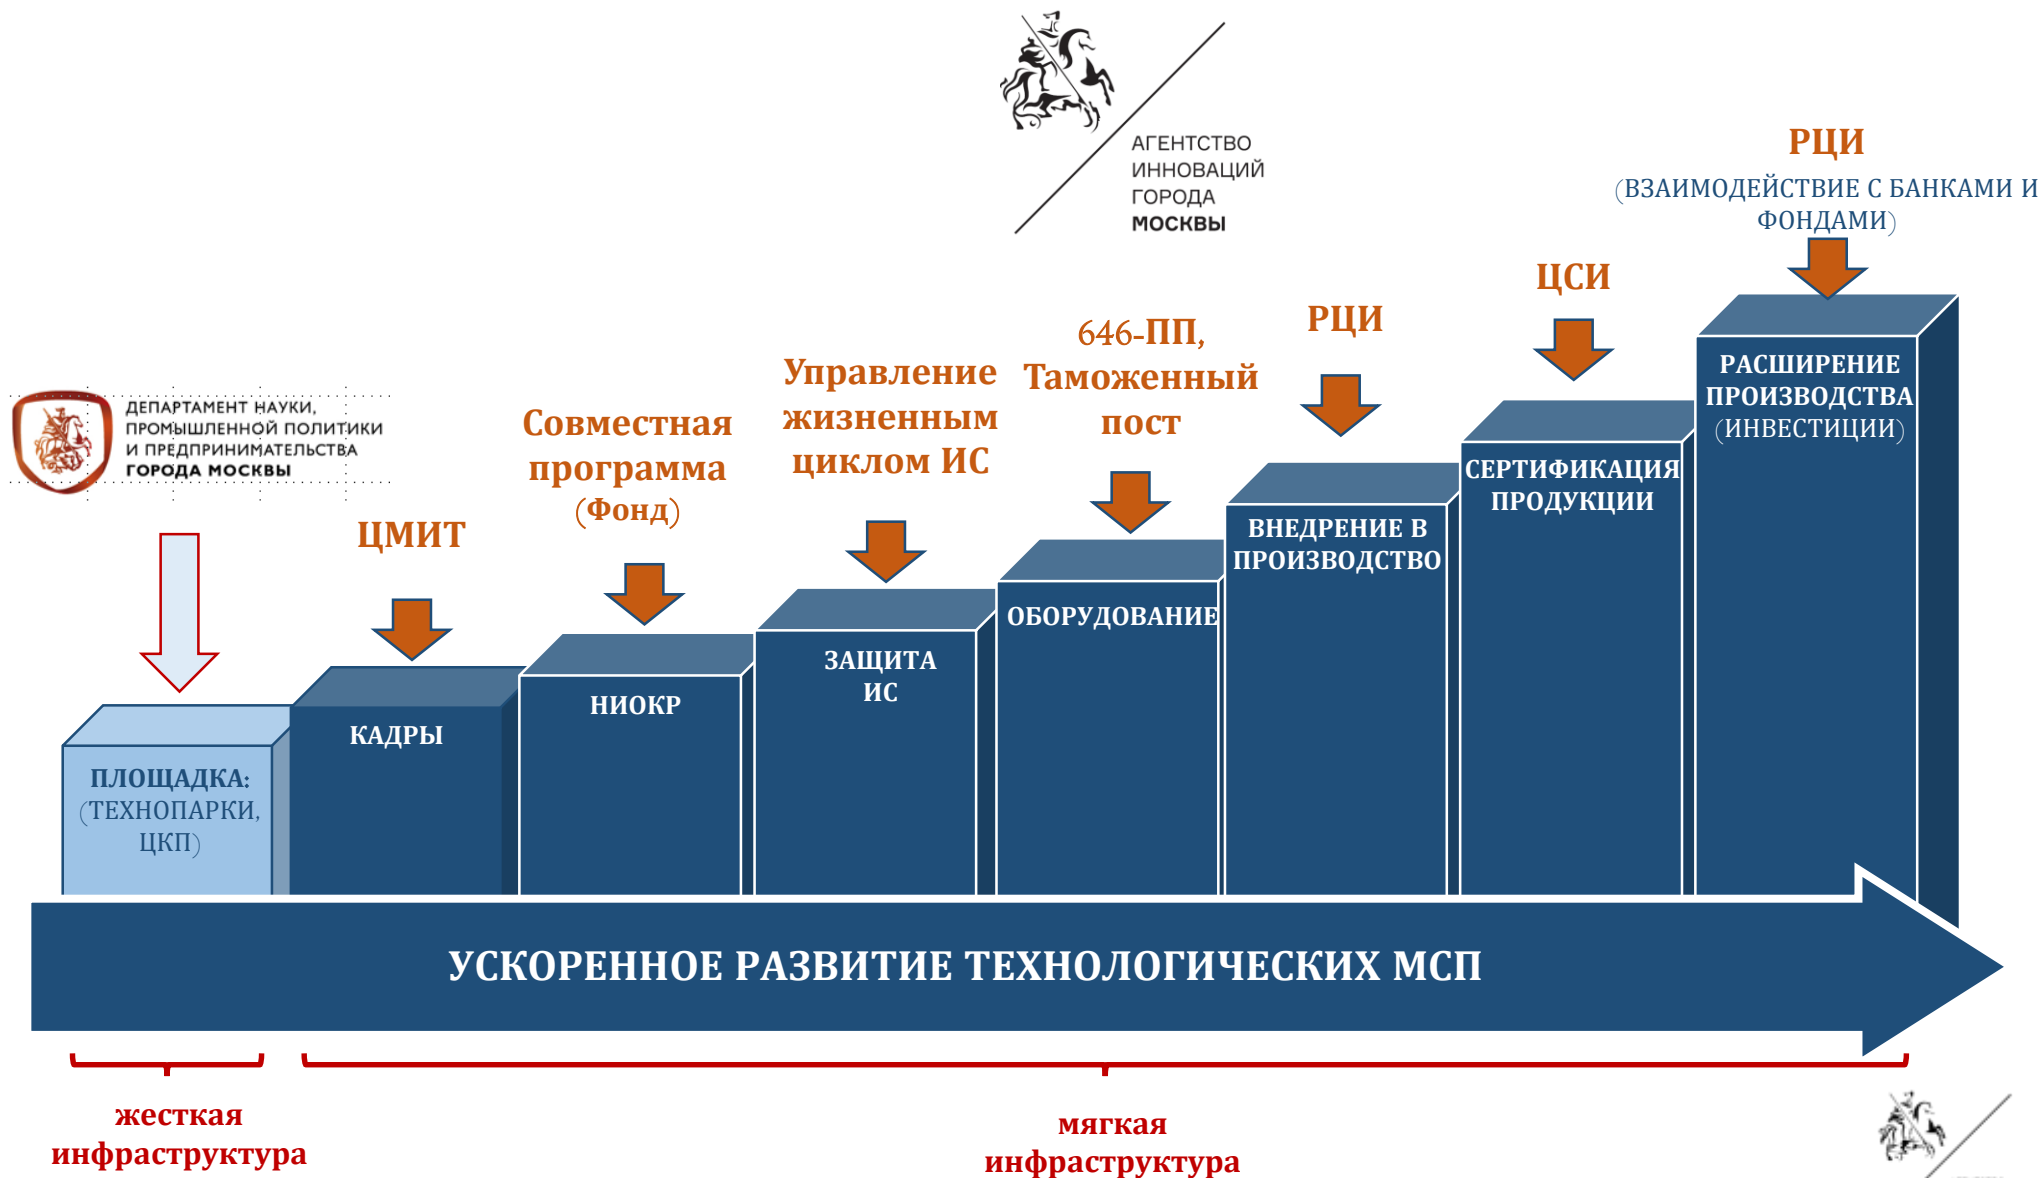 АГЕНТСТВО
ИННОВАЦИЙ
ГОРОДА
МОСКВЫ
РЦИ
(ВЗАИМОДЕЙСТВИЕ С БАНКАМИ И
ФОНДАМИ)
ЦСИ
РЦИ
646-ПП,
Таможенный
пост
Управление
жизненным
циклом ИС
Совместная
программа
(Фонд)
ЦМИТ
ДЕПАРТАМЕНТ НАУКИ,
ПРОМЫШЛЕННОЙ ПОЛИТИКИ
И ПРЕДПРИНИМАТЕЛЬСТВА
ГОРОДА МОСКВЫ
ПЛОЩАДКА:
(ТЕХНОПАРКИ,
ЦКП)
КАДРЫ
НИОКР
ЗАЩИТА
ИС
ОБОРУДОВАНИЕ
ВНЕДРЕНИЕ В
ПРОИЗВОДСТВО
СЕРТИФИКАЦИЯ
ПРОДУКЦИИ
РАСШИРЕНИЕ
ПРОИЗВОДСТВА
(ИНВЕСТИЦИИ)
УСКОРЕННОЕ РАЗВИТИЕ ТЕХНОЛОГИЧЕСКИХ МСП
жесткая
инфраструктура
мягкая
инфраструктура